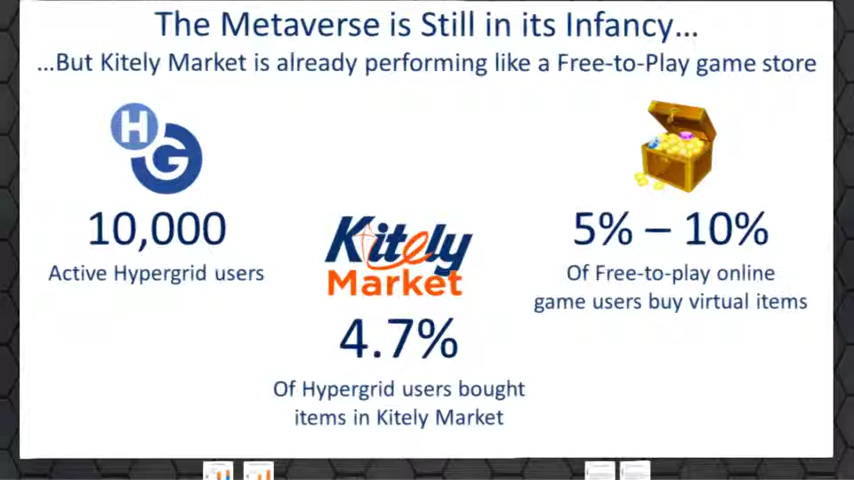 The Metaverse is Still in its Infancy...
...But Kitely Market is already performing like a Free-to-Play game store
HG
10,000
Active Hypergrid users
Kitely
Market
4.7%
Of Hypergrid users bought
items in Kitely Market
5% – 10%
Of Free-to-play online
game users buy virtual items